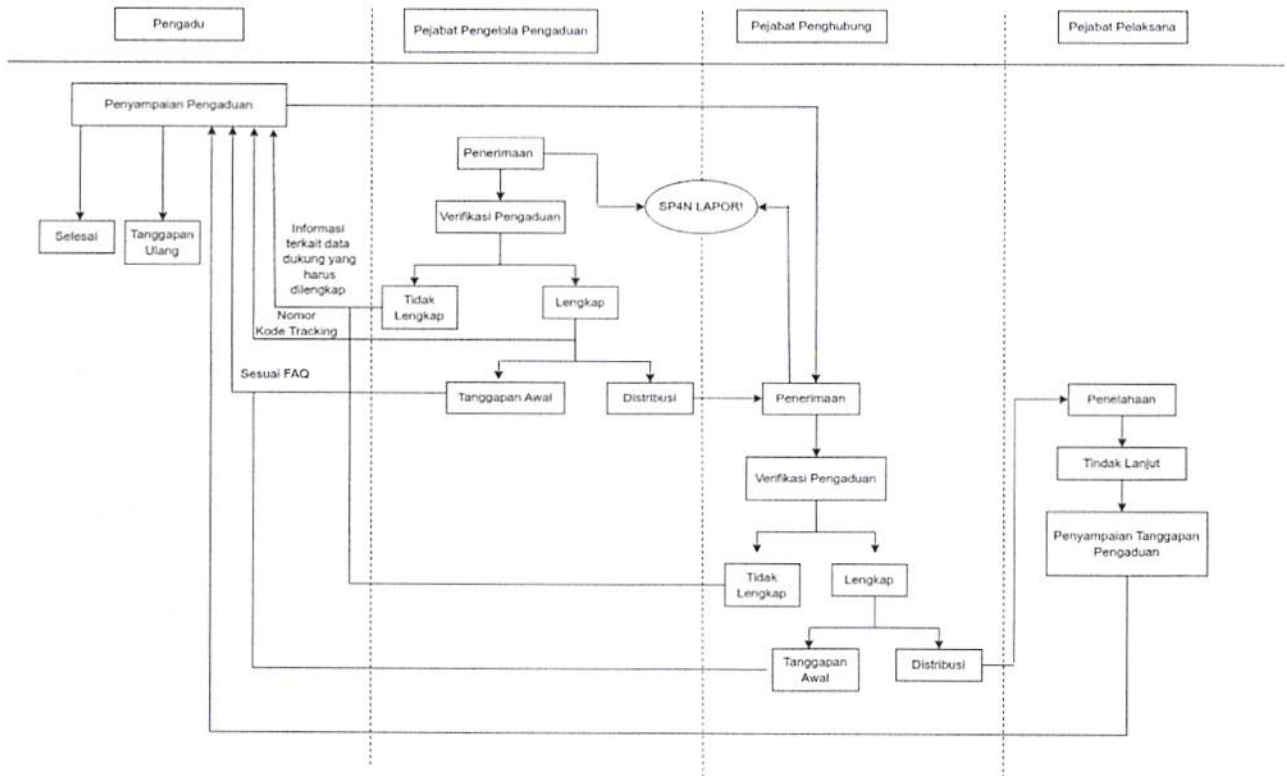 Pengadu
Pejabat Pengelola Pengaduan
Pejabat Penghubung
Pejabat Pelaksana
Penyampaian Pengaduan
Penerimaan
SP4N LAPOR!
Verifikasi Pengaduan
Selesai
Tanggapan
Ulang
Informasi
terkait data
dukung yang
harus
dilengkap
Tidak
Lengkap
Lengkap
Nomor
Kode Tracking
Sesuai FAQ
Tanggapan Awal
Distribusi
Penerimaan
Penelahaan
Verifikasi Pengaduan
Tindak Lanjut
Penyampaian Tanggapan
Pengaduan
Tidak
Lengkap
Lengkap
Tanggapan
Awal
Distribusi